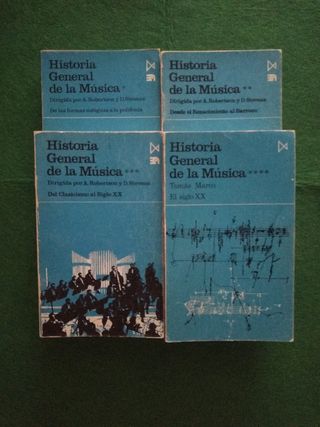 Historia
General
de la Música*
Dirigida por A. Robertson y D. Stevens
De las formas antiguas a la polifonía
Historia
General
de la Música**
Dirigida por A. Robertson y D. Stevens
Desde el Renacimiento al Barroco
Historia
General
de la Música***
Dirigida por A. Robertson y D. Stevens
Del Clasicismo al Siglo XX
Historia
General
de la Música****
Tomás Marco
El siglo XX